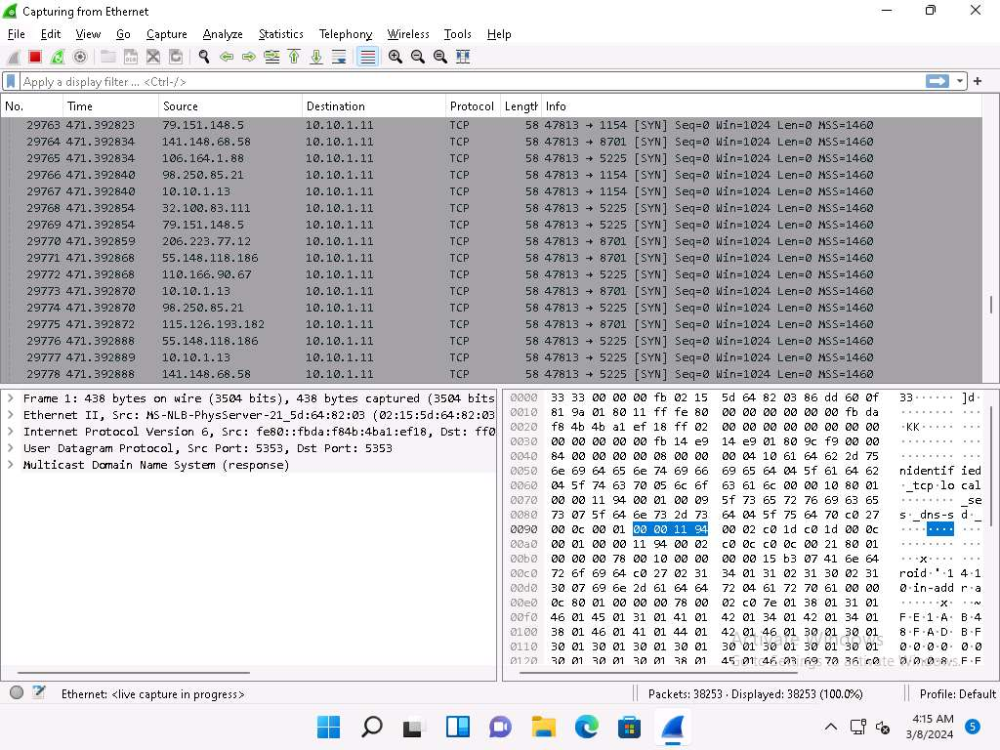 Capturing from Ethernet
File Edit View Go Capture Analyze Statistics Telephony Wireless Tools Help
Apply a display filter ... <Ctrl-/>
No. Time Source Destination Protocol Length Info
29763 471.392823 79.151.148.5 10.10.1.11 TCP 58 47813 → 1154 [SYN] Seq=0 Win=1024 Len=0 MSS=1460
29764 471.392834 141.148.68.58 10.10.1.11 TCP 58 47813 → 8701 [SYN] Seq=0 Win=1024 Len=0 MSS=1460
29765 471.392834 106.164.1.88 10.10.1.11 TCP 58 47813 → 5225 [SYN] Seq=0 Win=1024 Len=0 MSS=1460
29766 471.392840 98.250.85.21 10.10.1.11 TCP 58 47813 → 1154 [SYN] Seq=0 Win=1024 Len=0 MSS=1460
29767 471.392840 10.10.1.13 10.10.1.11 TCP 58 47813 → 1154 [SYN] Seq=0 Win=1024 Len=0 MSS=1460
29768 471.392854 32.100.83.111 10.10.1.11 TCP 58 47813 → 5225 [SYN] Seq=0 Win=1024 Len=0 MSS=1460
29769 471.392854 79.151.148.5 10.10.1.11 TCP 58 47813 → 5225 [SYN] Seq=0 Win=1024 Len=0 MSS=1460
29770 471.392859 206.223.77.12 10.10.1.11 TCP 58 47813 → 8701 [SYN] Seq=0 Win=1024 Len=0 MSS=1460
29771 471.392868 55.148.118.186 10.10.1.11 TCP 58 47813 → 8701 [SYN] Seq=0 Win=1024 Len=0 MSS=1460
29772 471.392868 110.166.90.67 10.10.1.11 TCP 58 47813 → 5225 [SYN] Seq=0 Win=1024 Len=0 MSS=1460
29773 471.392870 10.10.1.13 10.10.1.11 TCP 58 47813 → 8701 [SYN] Seq=0 Win=1024 Len=0 MSS=1460
29774 471.392870 98.250.85.21 10.10.1.11 TCP 58 47813 → 5225 [SYN] Seq=0 Win=1024 Len=0 MSS=1460
29775 471.392872 115.126.193.182 10.10.1.11 TCP 58 47813 → 8701 [SYN] Seq=0 Win=1024 Len=0 MSS=1460
29776 471.392888 55.148.118.186 10.10.1.11 TCP 58 47813 → 5225 [SYN] Seq=0 Win=1024 Len=0 MSS=1460
29777 471.392889 10.10.1.13 10.10.1.11 TCP 58 47813 → 5225 [SYN] Seq=0 Win=1024 Len=0 MSS=1460
29778 471.392888 141.148.68.58 10.10.1.11 TCP 58 47813 → 5225 [SYN] Seq=0 Win=1024 Len=0 MSS=1460
Frame 1: 438 bytes on wire (3504 bits), 438 bytes captured (3504 bits
Ethernet II, Src: MS-NLB-PhysServer-21_5d:64:82:03 (02:15:5d:64:82:03
Internet Protocol Version 6, Src: fe80::fbda:f84b:4ba1:ef18, Dst: ff0
User Datagram Protocol, Src Port: 5353, Dst Port: 5353
Multicast Domain Name System (response)
0000 33 33 00 00 00 fb 02 15 5d 64 82 03 86 dd 60 0f 33······ ]d·
0010 81 9a 01 80 11 ff fe 80 00 00 00 00 00 00 fb da
0020 f8 4b 4b a1 ef 18 ff 02 00 00 00 00 00 00 00 00 ·KK·····
0030 00 00 00 00 00 fb 14 e9 14 e9 01 80 9c f9 00 00
0040 84 00 00 00 00 08 00 00 00 04 10 61 64 62 2d 75
0050 6e 69 64 65 6e 74 69 66 69 65 64 04 5f 61 64 62 nidentif ied
0060 04 5f 74 63 70 05 6c 6f 63 61 6c 00 00 10 80 01 ·_tcp·lo cal
0070 00 00 11 94 00 01 00 09 5f 73 65 72 76 69 63 65 ········ _se
0080 73 07 5f 64 6e 73 2d 73 64 04 5f 75 64 70 c0 27 s·_dns-s d·_
0090 00 0c 00 01 00 00 11 94 00 02 c0 1d c0 1d 00 0c
00a0 00 01 00 00 11 94 00 02 c0 0c c0 0c 00 21 80 01
00b0 00 00 00 78 00 10 00 00 00 00 15 b3 07 41 6e 64 ···x····
00c0 72 6f 69 64 c0 27 02 31 34 01 31 02 31 30 02 31 roid·'·1 4·1
00d0 30 07 69 6e 2d 61 64 64 72 04 61 72 70 61 00 00 0·in-add r·a
00e0 0c 80 01 00 00 00 78 00 02 c0 7e 01 38 01 31 01 ······x· ··~
00f0 46 01 45 01 31 01 41 01 42 01 34 01 42 01 34 01 F·E·1·A· B·4
0100 38 01 46 01 41 01 44 01 42 01 46 01 30 01 30 01 8·F·A·D· B·F
0110 30 01 30 01 30 01 30 01 30 01 30 01 30 01 30 01 0·0·0·0· 0·0
0120 30 01 30 01 30 01 38 01 45 01 46 03 69 70 36 c0 0·0·0·8· E·F
Activate Windows
Go to Settings to activate Windows.
Ethernet: <live capture in progress>
Packets: 38253 · Displayed: 38253 (100.0%)
Profile: Default
4:15 AM
3/8/2024
5